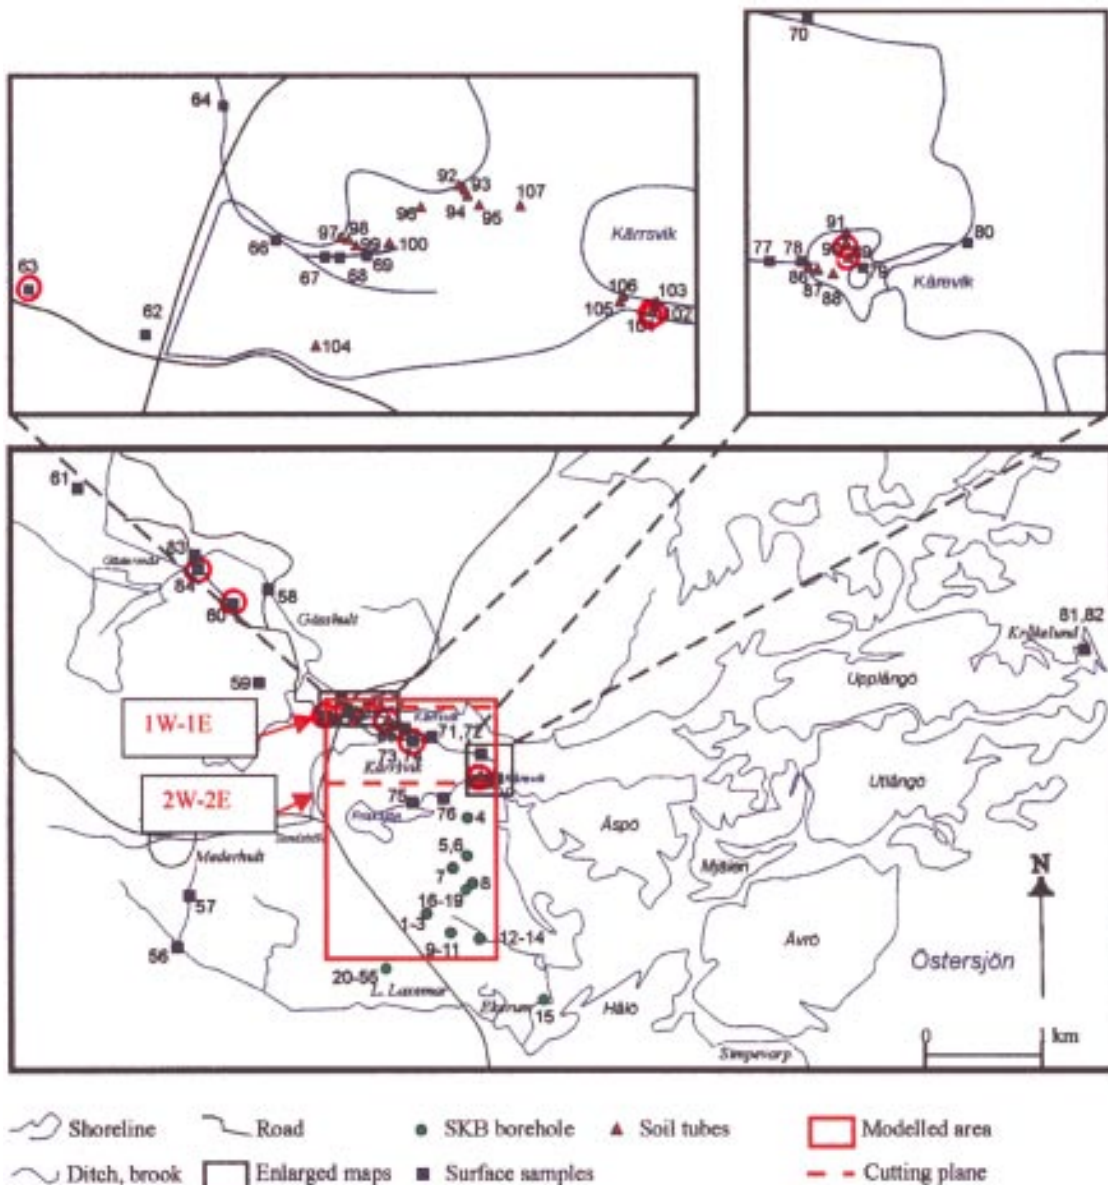 70
64
92
93
107
96
94
95
97
98
99
100
66
67
68
69
Kärrsvik
63
62
106
105
103
102
104
91
80
77
78
86
87
88
79
Kärsvik
61
83
84
60
58
Gässhult
59
81,82
Kråkelund
Upplångö
1W-1E
Kärrsvik
71,72
Kärrsvik
2W-2E
75
76
4
5,6
7
8
16-19
1-3
9-11
12-14
Utlångö
Äspö
Mjälen
Mederhult
57
56
N
Ävrö
Östersjön
20-55
L. Laxemar
Ekerum
15
Hålö
Simpevarp
0 1 km
Shoreline Road SKB borehole Soil tubes Modelled area
Ditch, brook Enlarged maps Surface samples Cutting plane